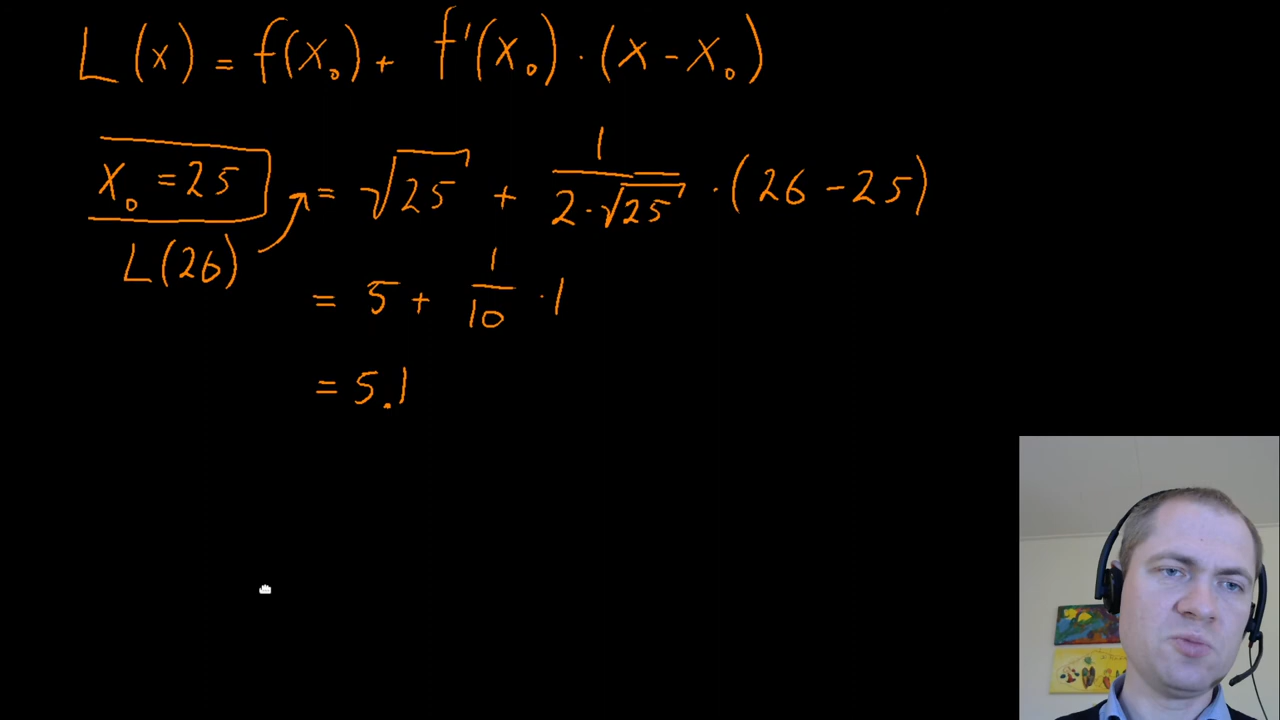 L(x) = f(x₀) + f'(x₀) · (x - x₀)
x₀ = 25 = √25 + 1/(2·√25) · (26 - 25)
L(26)
= 5 + 1/10 · 1
= 5.1